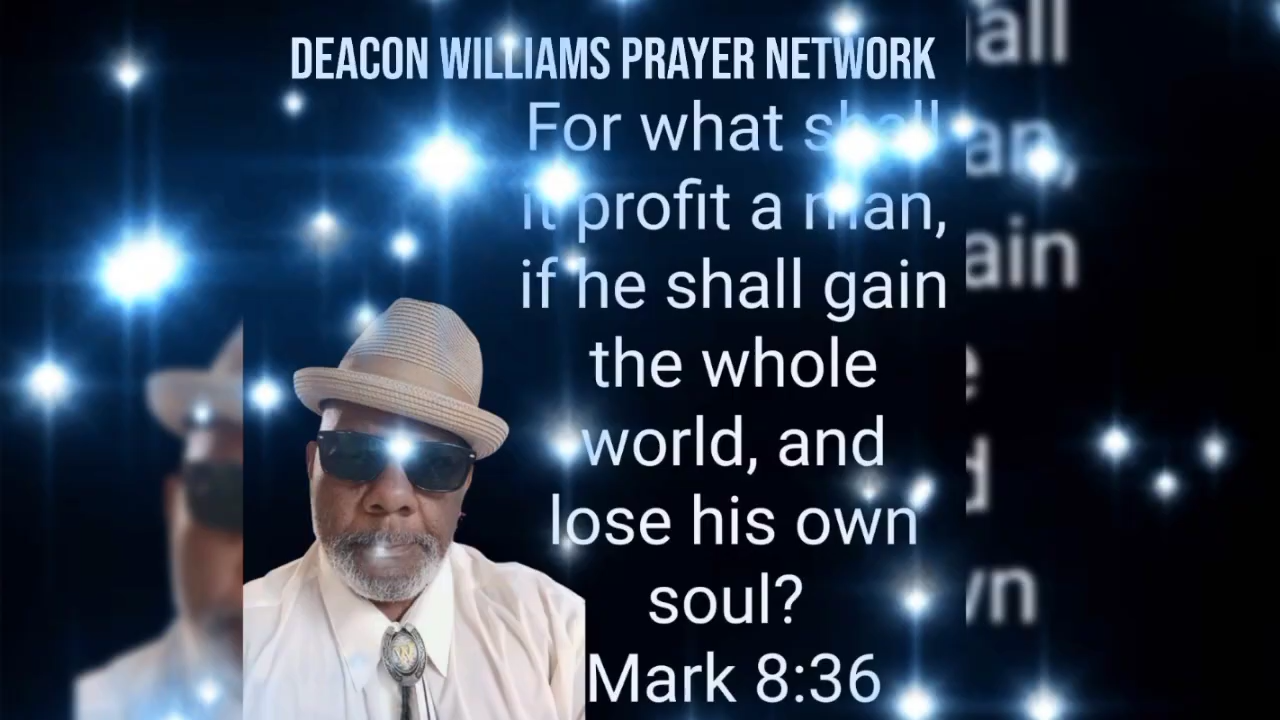 DEACON WILLIAMS PRAYER NETWORK
For what shall
it profit a man,
if he shall gain
the whole
world, and
lose his own
soul?
Mark 8:36